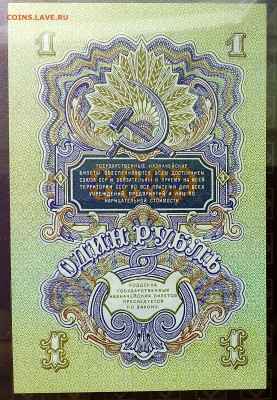 COINS.LAVE.RU
1 1
ГОСУДАРСТВЕННЫЕ КАЗНАЧЕЙСКИЕ
БИЛЕТЫ ОБЕСПЕЧИВАЮТСЯ ВСЕМ ДОСТОЯНИЕМ
СОЮЗА ССР И ОБЯЗАТЕЛЬНЫ К ПРИЕМУ НА ВСЕЙ
ТЕРРИТОРИИ СССР ВО ВСЕ ПЛАТЕЖИ ДЛЯ ВСЕХ
УЧРЕЖДЕНИЙ, ПРЕДПРИЯТИЙ И ЛИЦ ПО
НАРИЦАТЕЛЬНОЙ СТОИМОСТИ
ОДИН РУБЛЬ
ПОДДЕЛКА
ГОСУДАРСТВЕННЫХ
КАЗНАЧЕЙСКИХ БИЛЕТОВ
ПРЕСЛЕДУЕТСЯ
ПО ЗАКОНУ.
1 1